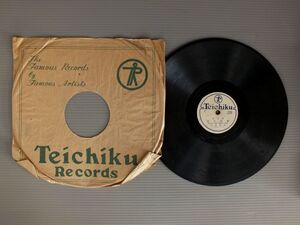 The
Famous Records
by
Famous Artists
Teichiku
Records
Teichiku